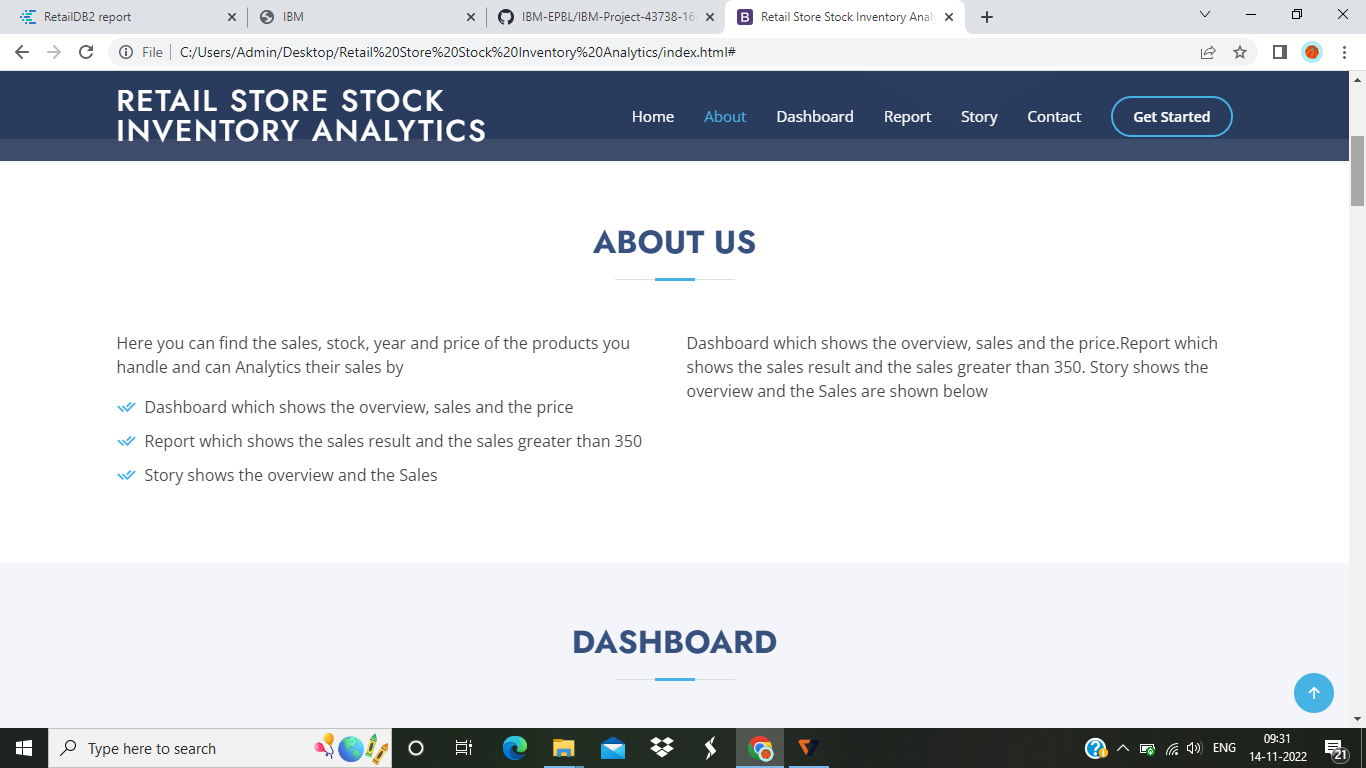 RetailDB2 report
IBM
IBM-EPBL/IBM-Project-43738-16
Retail Store Stock Inventory Anal
File
C:/Users/Admin/Desktop/Retail%20Store%20Stock%20Inventory%20Analytics/index.html#
RETAIL STORE STOCK
INVENTORY ANALYTICS
Home About Dashboard Report Story Contact Get Started
ABOUT US
Here you can find the sales, stock, year and price of the products you
handle and can Analytics their sales by
Dashboard which shows the overview, sales and the price
Report which shows the sales result and the sales greater than 350
Story shows the overview and the Sales
Dashboard which shows the overview, sales and the price.Report which
shows the sales result and the sales greater than 350. Story shows the
overview and the Sales are shown below
DASHBOARD
Type here to search
ENG
09:31
14-11-2022
21